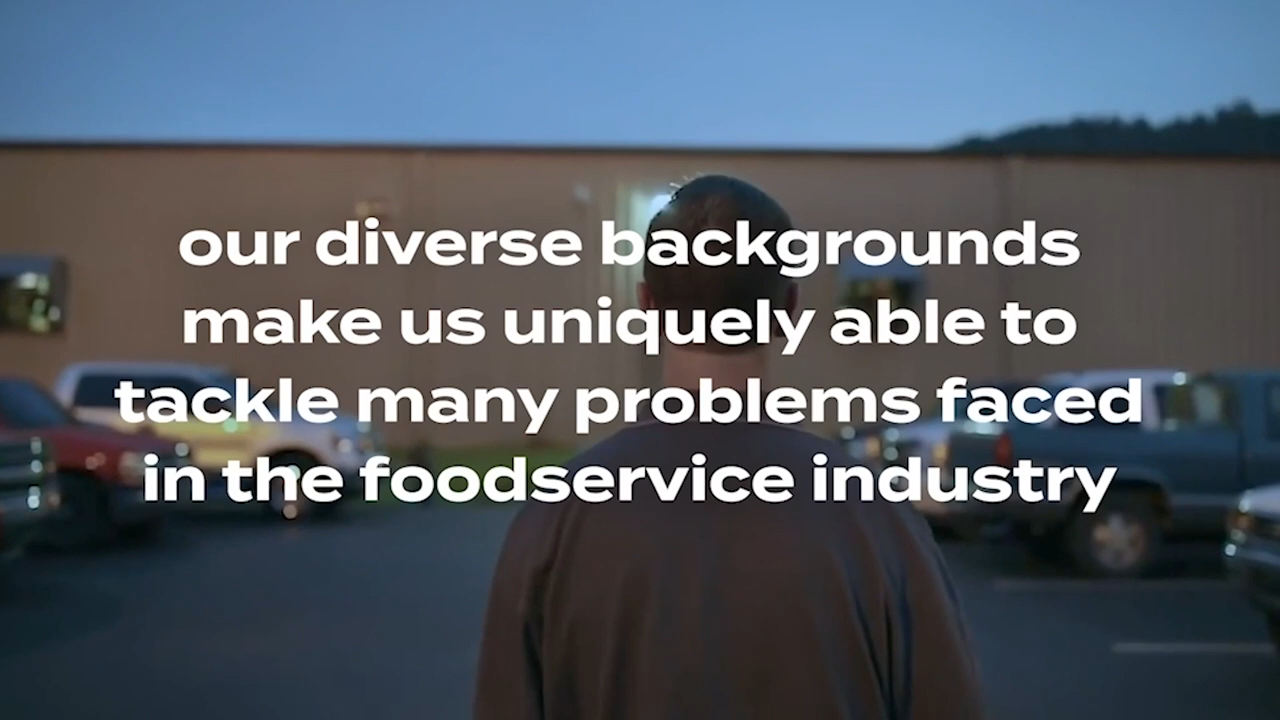 our diverse backgrounds
make us uniquely able to
tackle many problems faced
in the foodservice industry